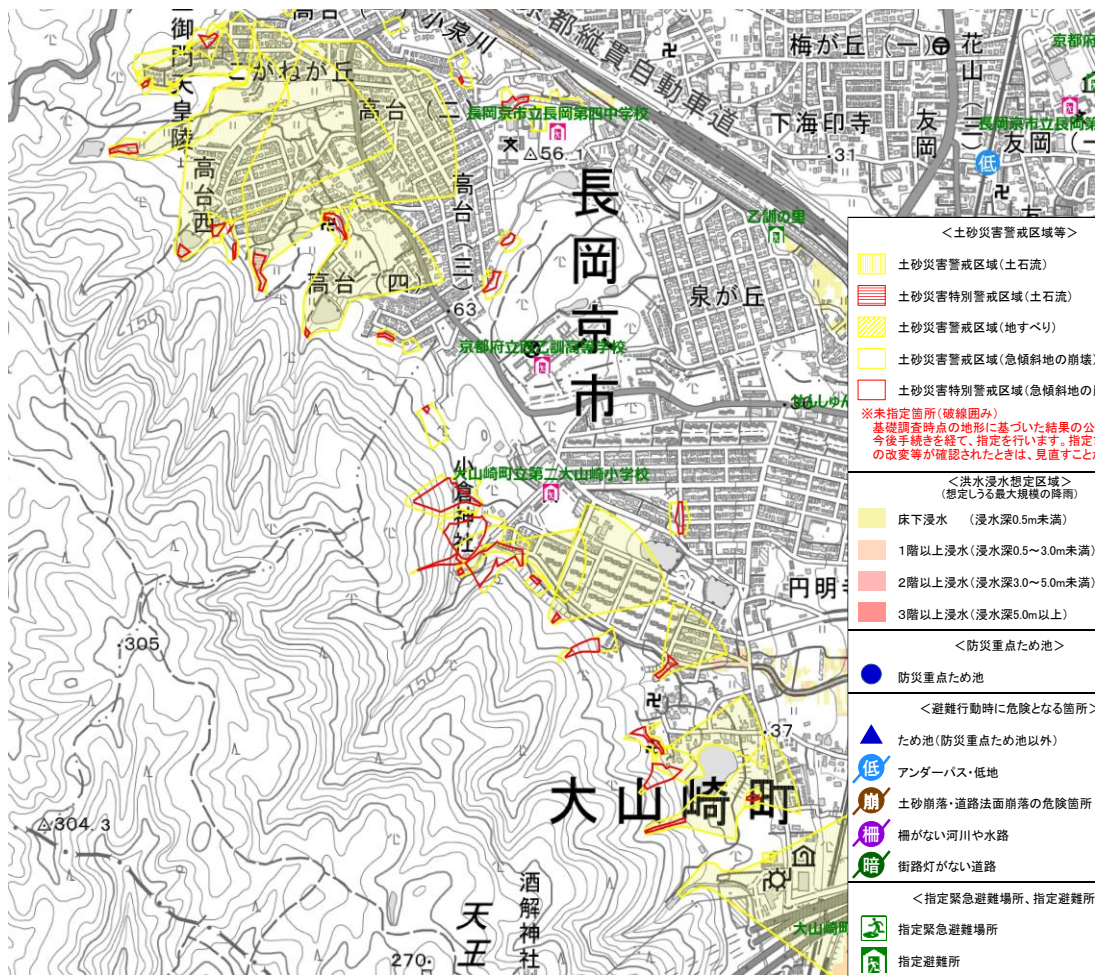 土御門天皇陵
小泉川
京都縦貫自動車道
梅が丘(一)
花山(二)
京都府
こがねが丘
高台(二)
長岡京市立長岡第四中学校
△56.1
下海印寺
・31
友岡
長岡京市立長岡第
友岡(一
低
高台西
高台(三)
長岡京市
乙訓の里
高台(四)
・63
泉が丘
150
京都府立西乙訓高等学校
大山崎町立第二大山崎小学校
小倉神社
円明寺
・305
150
・37
大山崎町
△304.3
酒解神社
天王
270・
大山崎町
<土砂災害警戒区域等>
土砂災害警戒区域(土石流)
土砂災害特別警戒区域(土石流)
土砂災害警戒区域(地すべり)
土砂災害警戒区域(急傾斜地の崩壊)
土砂災害特別警戒区域(急傾斜地の
※未指定箇所(破線囲み)
基礎調査時点の地形に基づいた結果の公
今後手続きを経て、指定を行います。指定
の改変等が確認されたときは、見直すこと
<洪水浸水想定区域>
(想定しうる最大規模の降雨)
床下浸水 (浸水深0.5m未満)
1階以上浸水(浸水深0.5~3.0m未満)
2階以上浸水(浸水深3.0~5.0m未満)
3階以上浸水(浸水深5.0m以上)
<防災重点ため池>
防災重点ため池
<避難行動時に危険となる箇所>
ため池(防災重点ため池以外)
低 アンダーパス・低地
崩 土砂崩落・道路法面崩落の危険箇所
柵 柵がない河川や水路
暗 街路灯がない道路
<指定緊急避難場所、指定避難所
指定緊急避難場所
指定避難所